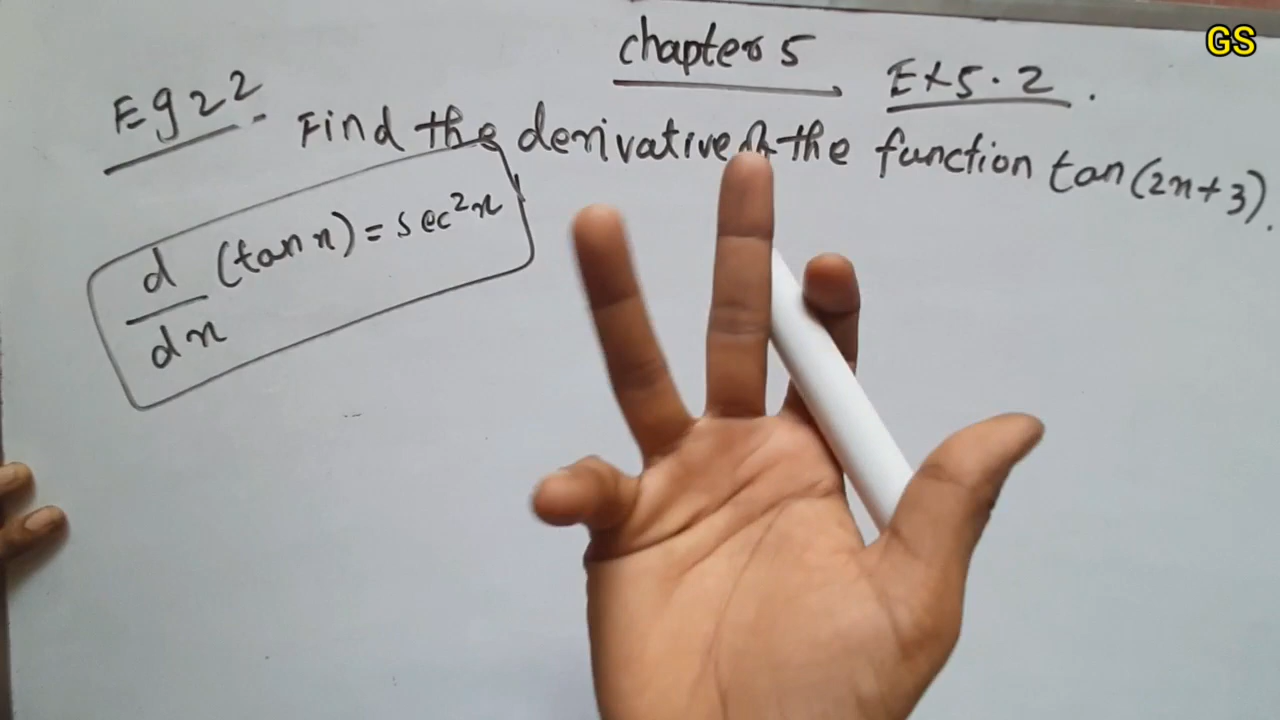 chapter 5
Ex 5.2.
GS
Eg 22.
Find the derivative of the function tan(2x+3).
d/dx (tan x) = sec²x